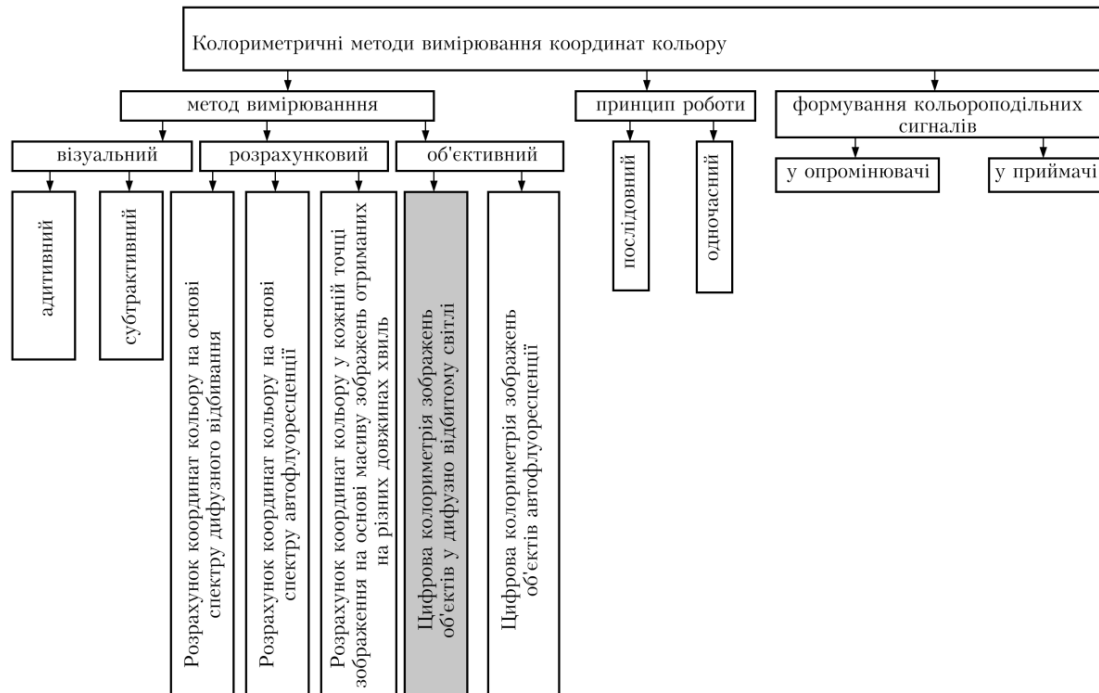 Колориметричні методи вимірювання координат кольору
метод вимірюванння
принцип роботи
формування кольороподільних
сигналів
візуальний
розрахунковий
об'єктивний
у опромінювачі
у приймачі
послідовний
одночасний
адитивний
субтрактивний
Розрахунок координат кольору на основі
спектру дифузного відбивання
Розрахунок координат кольору на основі
спектру автофлуоресценції
Розрахунок координат кольору у кожній точці
зображення на основі масиву зображень отриманих
на різних довжинах хвиль
Цифрова колориметрія зображень
об'єктів у дифузно відбитому світлі
Цифрова колориметрія зображень
об'єктів автофлуоресценції